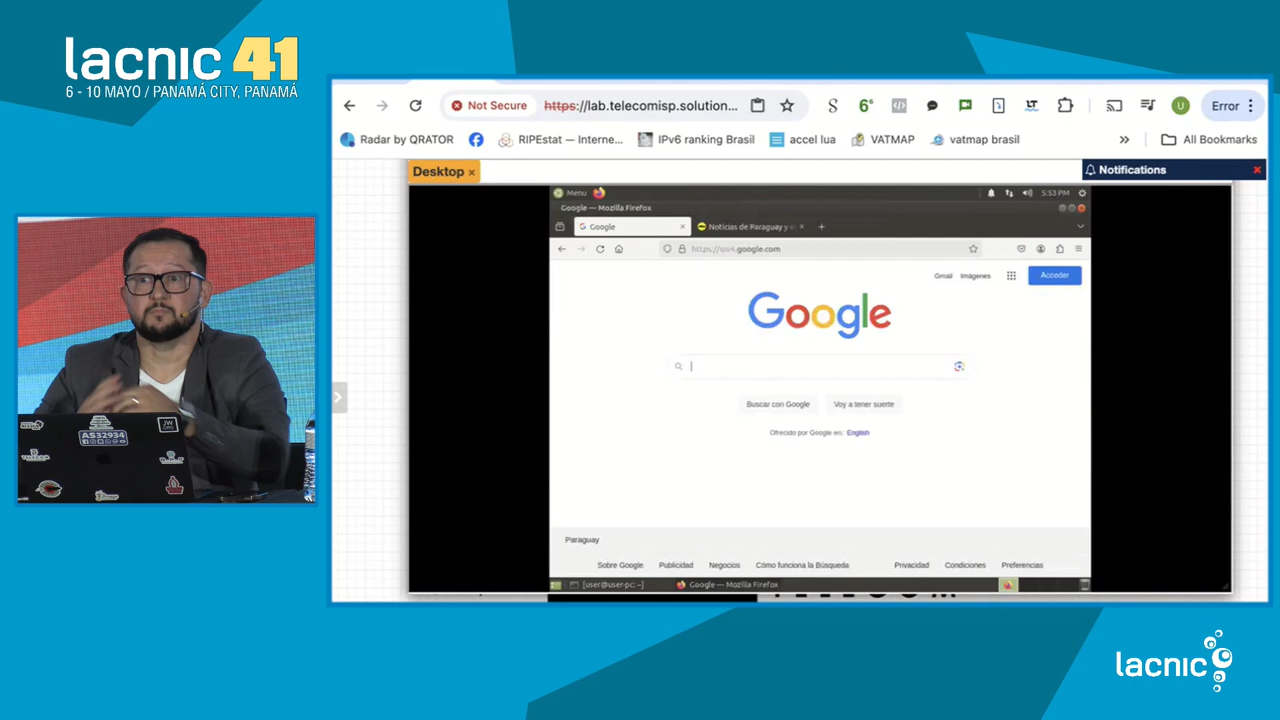 lacnic 41
6 - 10 MAYO / PANAMÁ CITY, PANAMÁ
Not Secure
https://lab.telecomisp.solution...
S
6
LT
U
Error
Radar by QRATOR
RIPEstat — Interne...
IPv6 ranking Brasil
accel lua
VATMAP
vatmap brasil
»
All Bookmarks
Desktop ×
Notifications ×
Menu
5:53 PM
Google — Mozilla Firefox
Google ×
Noticias de Paraguay y e ×
+
https://ipv4.google.com
Gmail
Imágenes
Acceder
Google
Buscar con Google
Voy a tener suerte
Ofrecido por Google en: English
Paraguay
Sobre Google
Publicidad
Negocios
Cómo funciona la Búsqueda
Privacidad
Condiciones
Preferencias
[user@user-pc: ~]
Google — Mozilla Firefox
AS32934
JW
lacnic